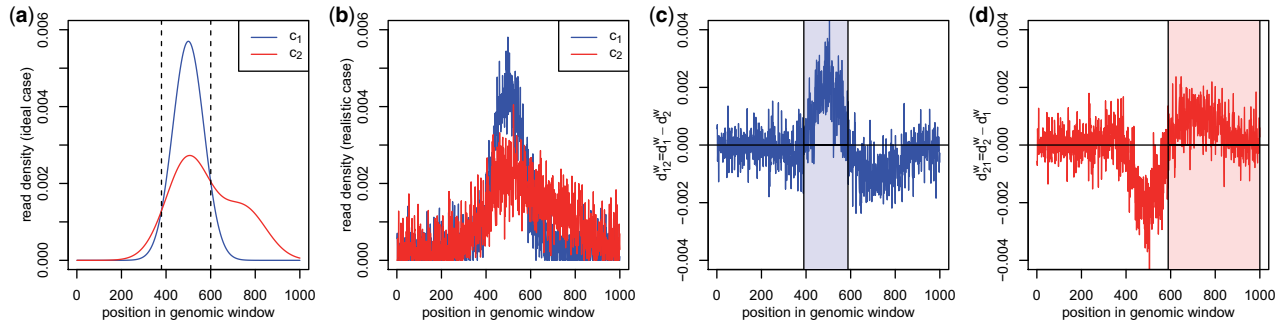 (a)
read density (ideal case)
0.000
0.002
0.004
0.006
c1
c2
0
200
400
600
800
1000
position in genomic window
(b)
read density (realistic case)
0.000
0.002
0.004
0.006
c1
c2
0
200
400
600
800
1000
position in genomic window
(c)
d^w_12=d^w_1 − d^w_2
−0.004
−0.002
0.000
0.002
0.004
0
200
400
600
800
1000
position in genomic window
(d)
d^w_21=d^w_2 − d^w_1
−0.004
−0.002
0.000
0.002
0.004
0
200
400
600
800
1000
position in genomic window